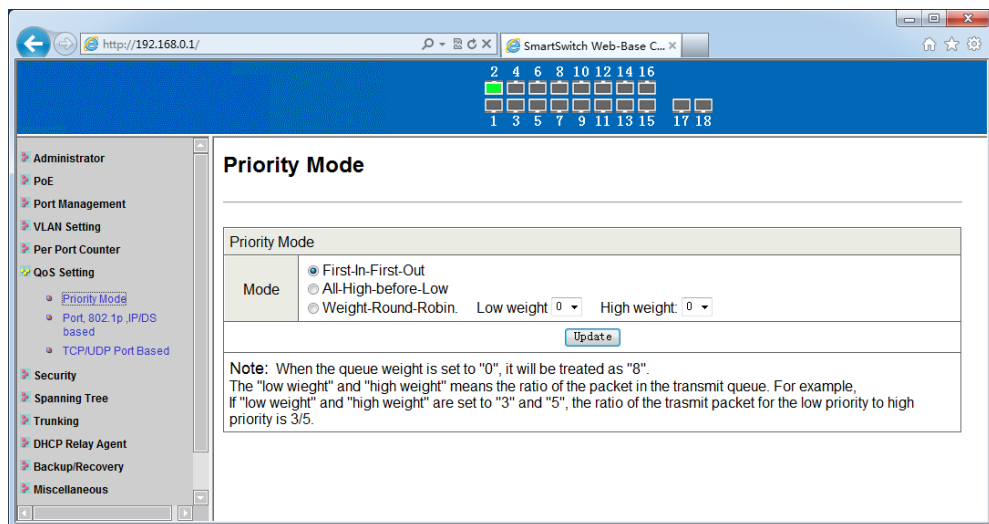 http://192.168.0.1/
SmartSwitch Web-Base C...
2 4 6 8 10 12 14 16
1 3 5 7 9 11 13 15 17 18
Administrator
PoE
Port Management
VLAN Setting
Per Port Counter
QoS Setting
Priority Mode
Port, 802.1p ,IP/DS
based
TCP/UDP Port Based
Security
Spanning Tree
Trunking
DHCP Relay Agent
Backup/Recovery
Miscellaneous
Priority Mode
Priority Mode
Mode
First-In-First-Out
All-High-before-Low
Weight-Round-Robin. Low weight 0 High weight: 0
Update
Note: When the queue weight is set to "0", it will be treated as "8".
The "low wieght" and "high weight" means the ratio of the packet in the transmit queue. For example,
If "low weight" and "high weight" are set to "3" and "5", the ratio of the trasmit packet for the low priority to high
priority is 3/5.